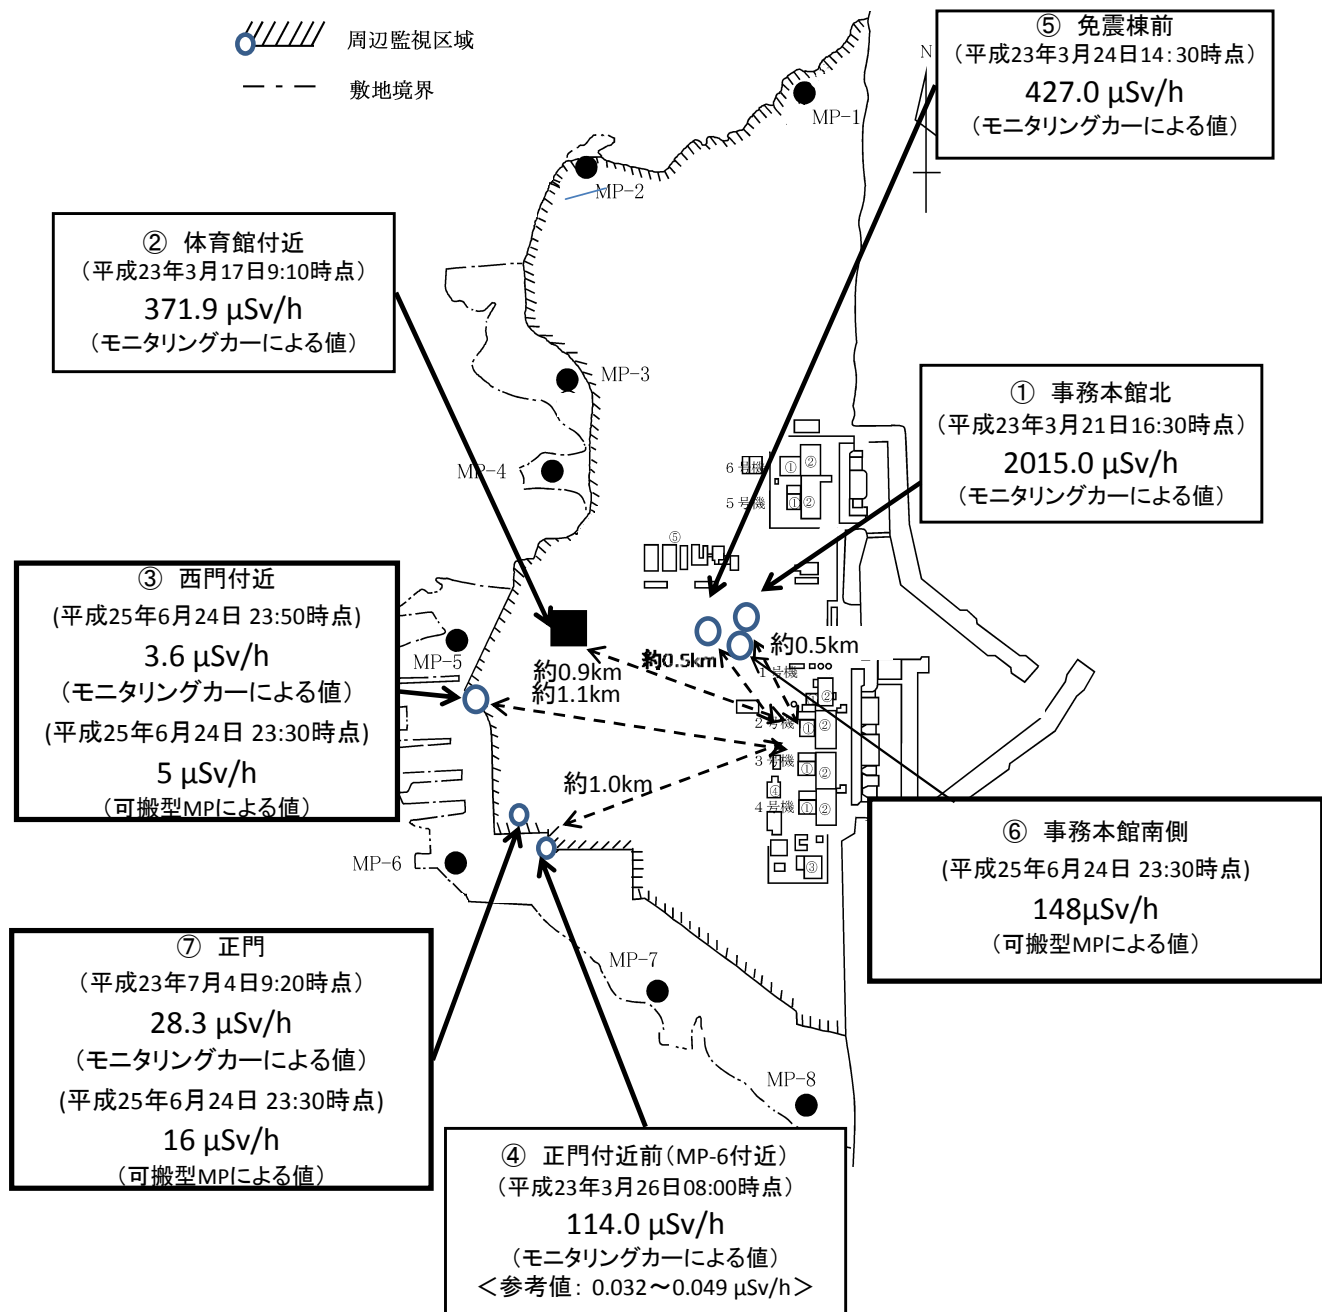 周辺監視区域
敷地境界
⑤ 免震棟前
(平成23年3月24日14:30時点)
427.0 μSv/h
(モニタリングカーによる値)
N
MP-1
MP-2
② 体育館付近
(平成23年3月17日9:10時点)
371.9 μSv/h
(モニタリングカーによる値)
MP-3
① 事務本館北
(平成23年3月21日16:30時点)
2015.0 μSv/h
(モニタリングカーによる値)
MP-4
6号機
① ②
5号機
① ②
⑤
③ 西門付近
(平成25年6月24日 23:50時点)
3.6 μSv/h
(モニタリングカーによる値)
(平成25年6月24日 23:30時点)
5 μSv/h
(可搬型MPによる値)
MP-5
約0.9km
約1.1km
約0.5km
約0.5km
1号機
②
2号機
① ②
3号機
① ②
④
4号機
① ②
③
約1.0km
MP-6
⑥ 事務本館南側
(平成25年6月24日 23:30時点)
148μSv/h
(可搬型MPによる値)
⑦ 正門
(平成23年7月4日9:20時点)
28.3 μSv/h
(モニタリングカーによる値)
(平成25年6月24日 23:30時点)
16 μSv/h
(可搬型MPによる値)
MP-7
MP-8
④ 正門付近前(MP-6付近)
(平成23年3月26日08:00時点)
114.0 μSv/h
(モニタリングカーによる値)
<参考値: 0.032～0.049 μSv/h>